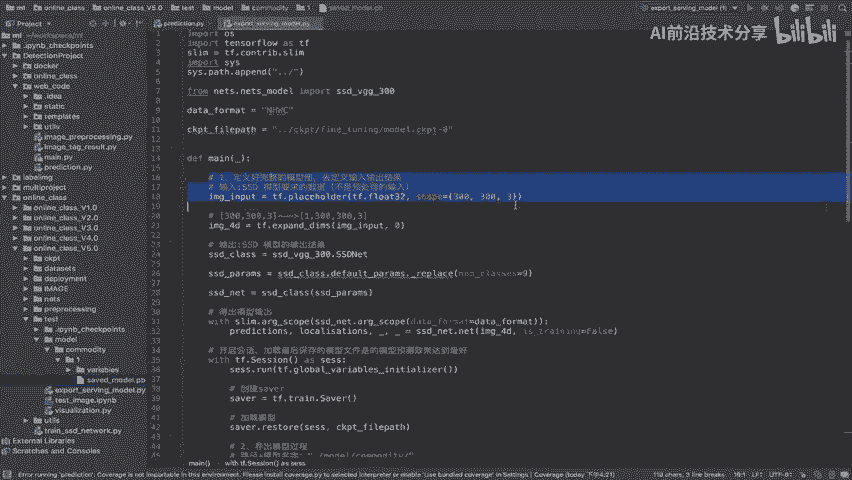 ml
online_class
online_class_V5.0
test
model
commodity
1
saved_model.pb
export_serving_model (1)
Project
prediction.py
export_serving_model.py
AI前沿技术分享 bilibili
ml ~/workspace/ml
.ipynb_checkpoints
DetectionProject
docker
online_class
web_code
.idea
static
templates
utils
image_preprocessing.py
image_tag_result.py
main.py
prediction.py
labelimg
multiproject
online_class
online_class_V1.0
online_class_V2.0
online_class_V3.0
online_class_V4.0
online_class_V5.0
ckpt
datasets
deployment
IMAGE
nets
preprocessing
test
.ipynb_checkpoints
model
commodity
1
variables
saved_model.pb
export_serving_model.py
test_image.ipynb
visualization.py
utils
train_ssd_network.py
External Libraries
Scratches and Consoles
import os
import tensorflow as tf
slim = tf.contrib.slim
import sys
sys.path.append("../")
from nets.nets_model import ssd_vgg_300
data_format = "NHWC"
ckpt_filepath = "../ckpt/find_tuning/model.ckpt-0"
def main(_):
# 1、定义好完整的模型图，去定义输入输出结果
# 输入:SSD 模型要求的数据（不是预处理的输入）
img_input = tf.placeholder(tf.float32, shape=(300, 300, 3))
# [300,300,3]~~~>[1,300,300,3]
img_4d = tf.expand_dims(img_input, 0)
# 输出:SSD 模型的输出结果
ssd_class = ssd_vgg_300.SSDNet
ssd_params = ssd_class.default_params._replace(num_classes=9)
ssd_net = ssd_class(ssd_params)
# 得出模型输出
with slim.arg_scope(ssd_net.arg_scope(data_format=data_format)):
predictions, localisations, _, _ = ssd_net.net(img_4d, is_training=False)
# 开启会话，加载最后保存的模型文件是的模型预测效果达到最好
with tf.Session() as sess:
sess.run(tf.global_variables_initializer())
# 创建saver
saver = tf.train.Saver()
# 加载模型
saver.restore(sess, ckpt_filepath)
# 2、导出模型过程
# 路径+模型名字："./model/commodity/"
main()
with tf.Session() as sess
Error running 'prediction': Coverage is not importable in this environment. Please install coverage.py to selected interpreter or enable 'Use bundled coverage' in Settings | Coverage (today 下午4:21)
110 chars, 3 line breaks
18:1
LF
UTF-8